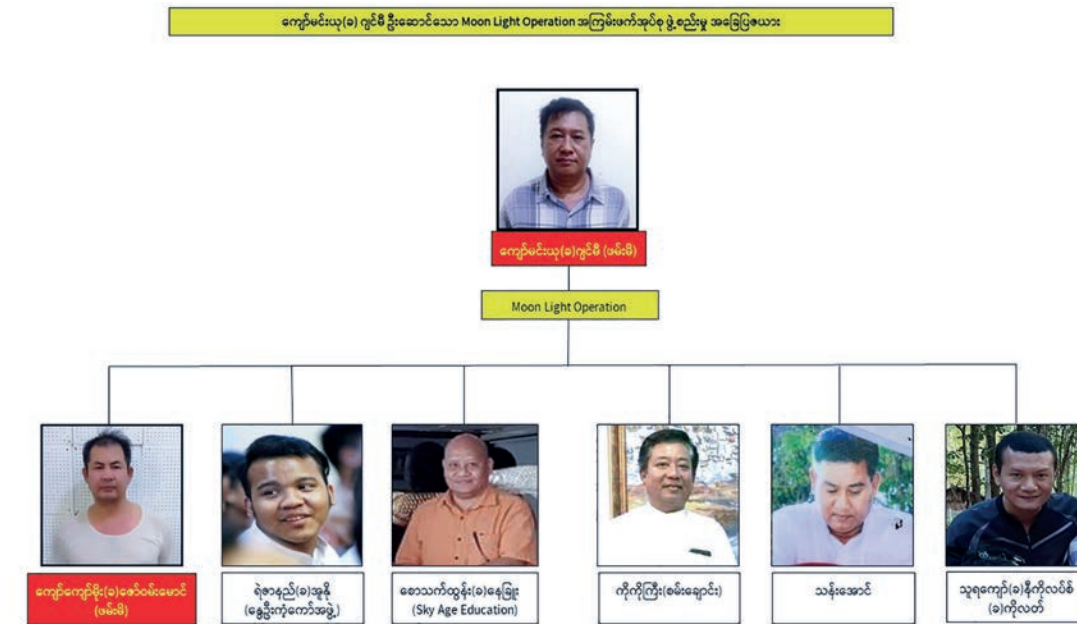 ကျော်မင်းယု(ခ) ဂျင်မီ ဦးဆောင်သော Moon Light Operation အကြမ်းဖက်အုပ်စု ဖွဲ့စည်းမှု အခြေပြဇယား
ကျော်မင်းယု(ခ)ဂျင်မီ (ဖမ်းမိ)
Moon Light Operation
ကျော်ကျော်မိုး(ခ)ဇော်ဝမ်းမောင်
(ဖမ်းမိ)
ရဲဇာနည်(ခ)အူနို
(နွေဦးကံ့ကော်အဖွဲ့)
စောသက်ထွန်း(ခ)နေခြူး
(Sky Age Education)
ကိုကိုကြီး(စမ်းချောင်း)
သန်းအောင်
သူရကျော်(ခ)နီကိုလပ်စ်
(ခ)ကိုလတ်